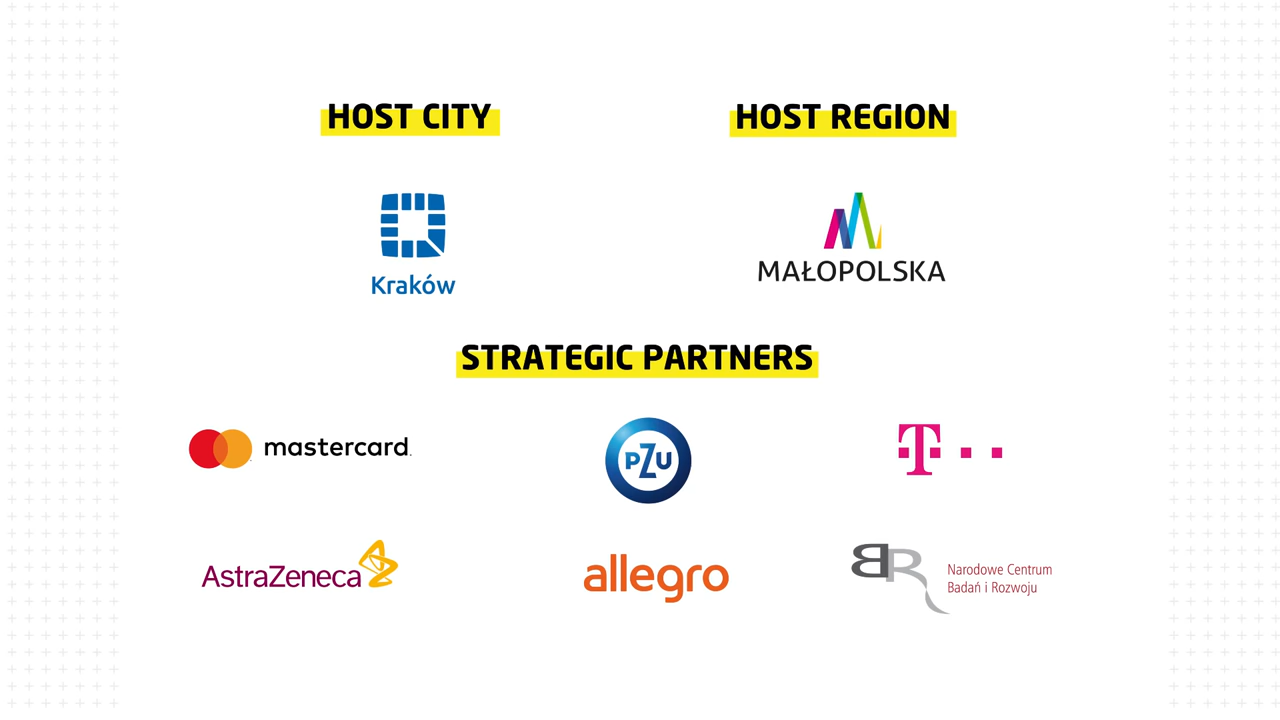 HOST CITY
HOST REGION
Kraków
MAŁOPOLSKA
STRATEGIC PARTNERS
mastercard.
PZU
T
AstraZeneca
allegro
BR
Narodowe Centrum
Badań i Rozwoju